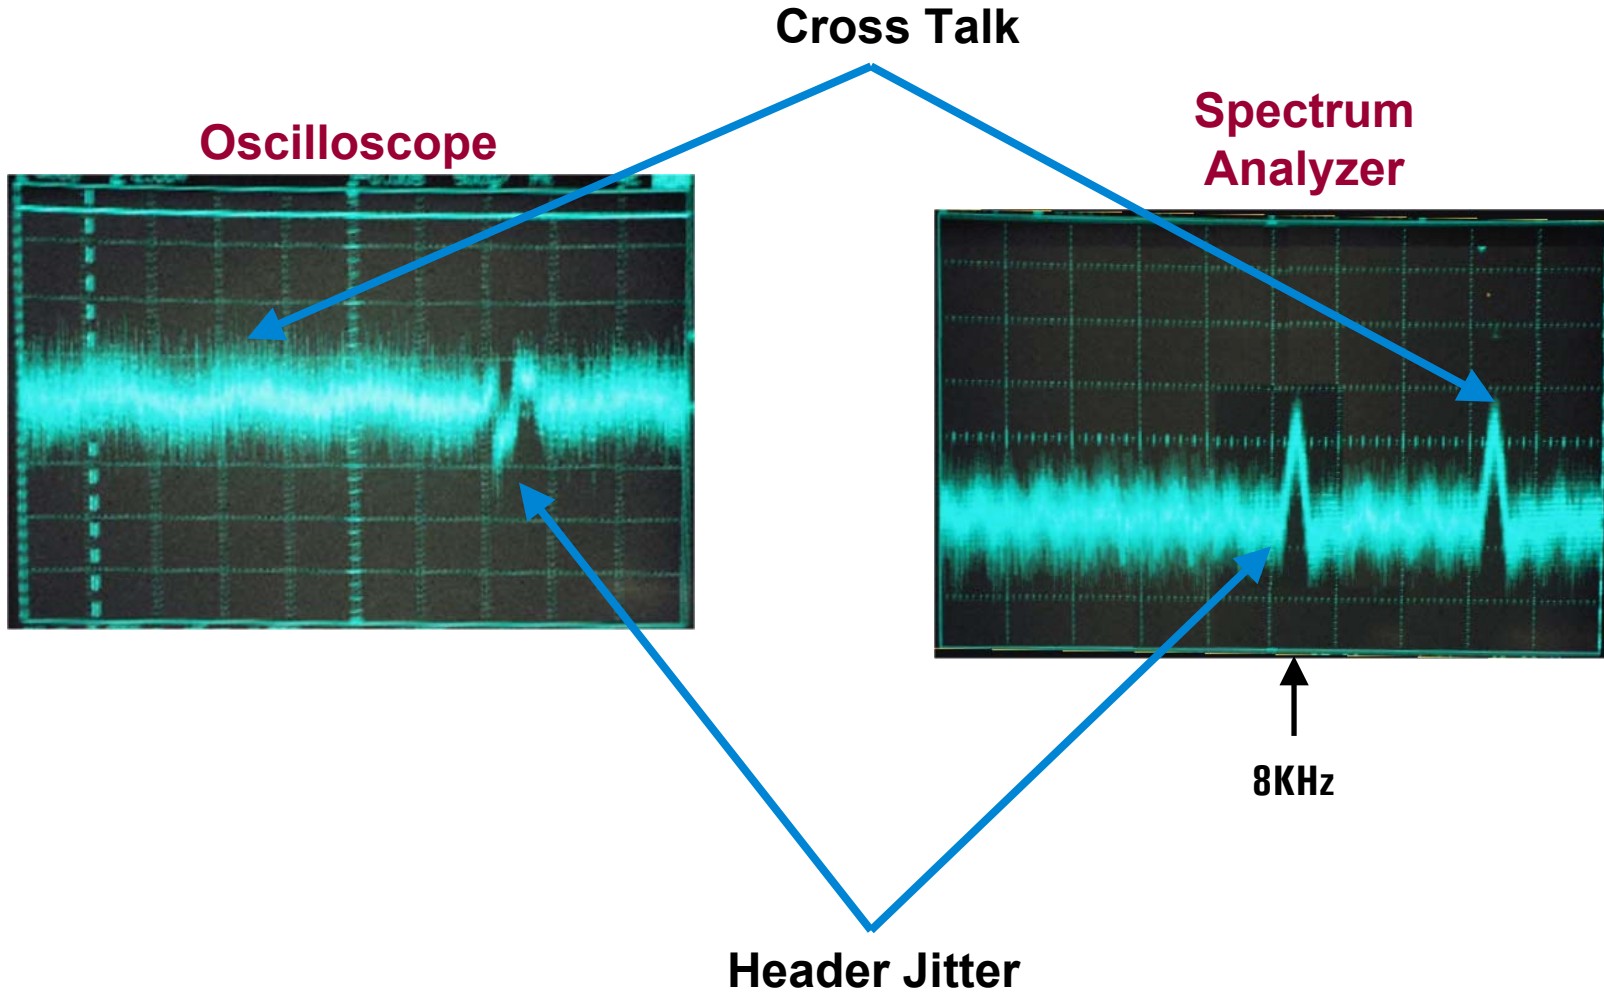 Cross Talk
Oscilloscope
Spectrum
Analyzer
8KHz
Header Jitter